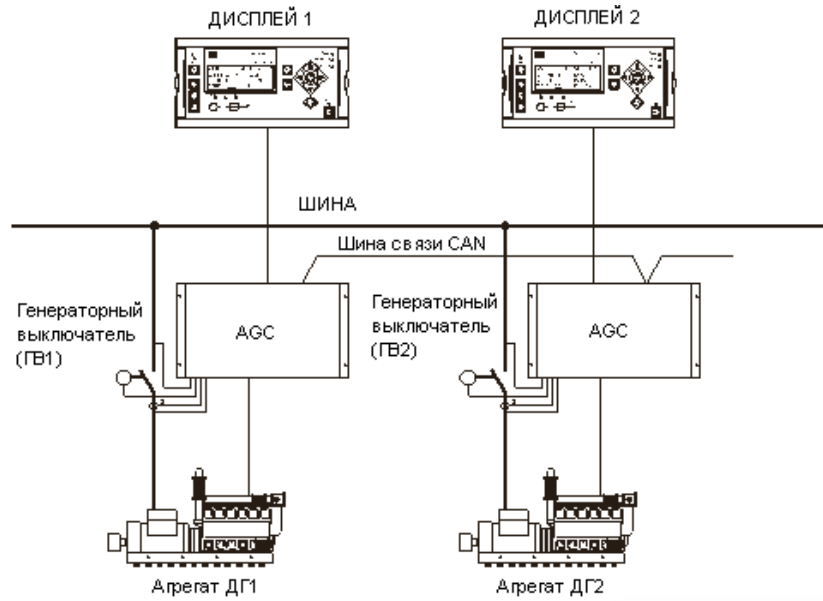 ДИСПЛЕЙ 1
ДИСПЛЕЙ 2
ШИНА
Шина связи CAN
Генераторный
выключатель
(ГВ1)
AGC
Генераторный
выключатель
(ГВ2)
AGC
Агрегат ДГ1
Агрегат ДГ2